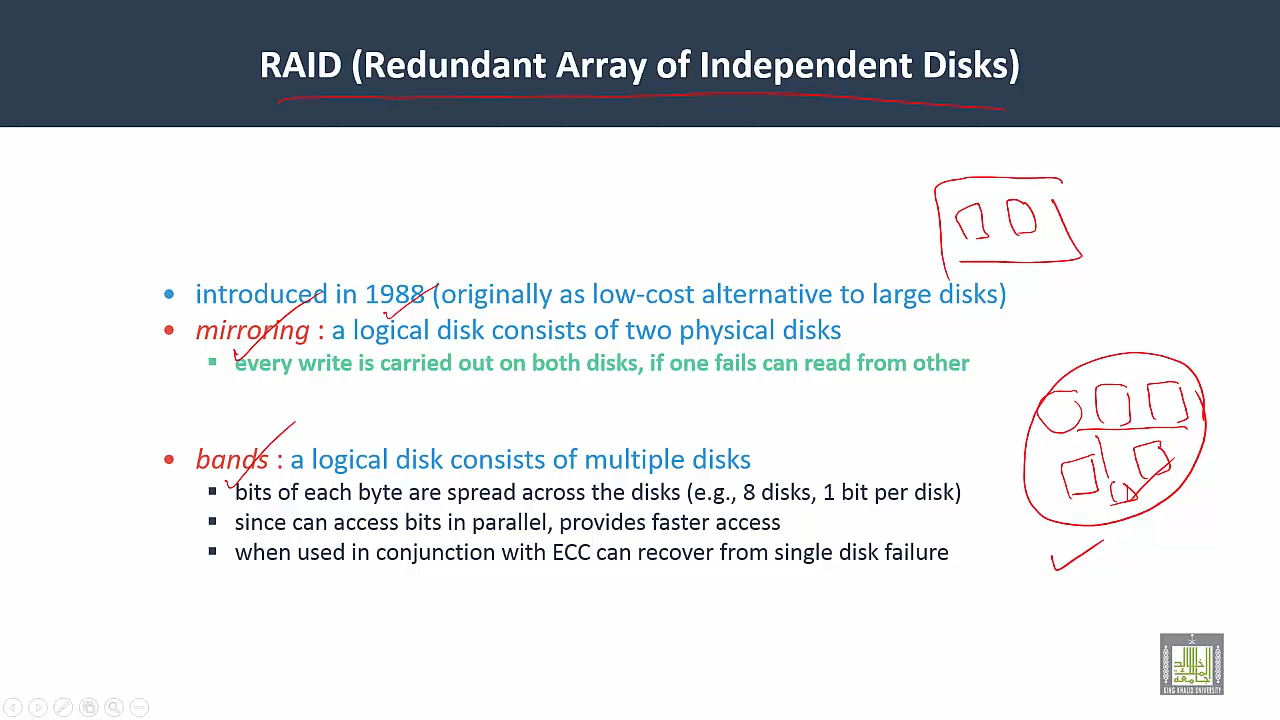 RAID (Redundant Array of Independent Disks)
• introduced in 1988 (originally as low-cost alternative to large disks)
• mirroring : a logical disk consists of two physical disks
▪ every write is carried out on both disks, if one fails can read from other
• bands : a logical disk consists of multiple disks
▪ bits of each byte are spread across the disks (e.g., 8 disks, 1 bit per disk)
▪ since can access bits in parallel, provides faster access
▪ when used in conjunction with ECC can recover from single disk failure
KING KHALID UNIVERSITY